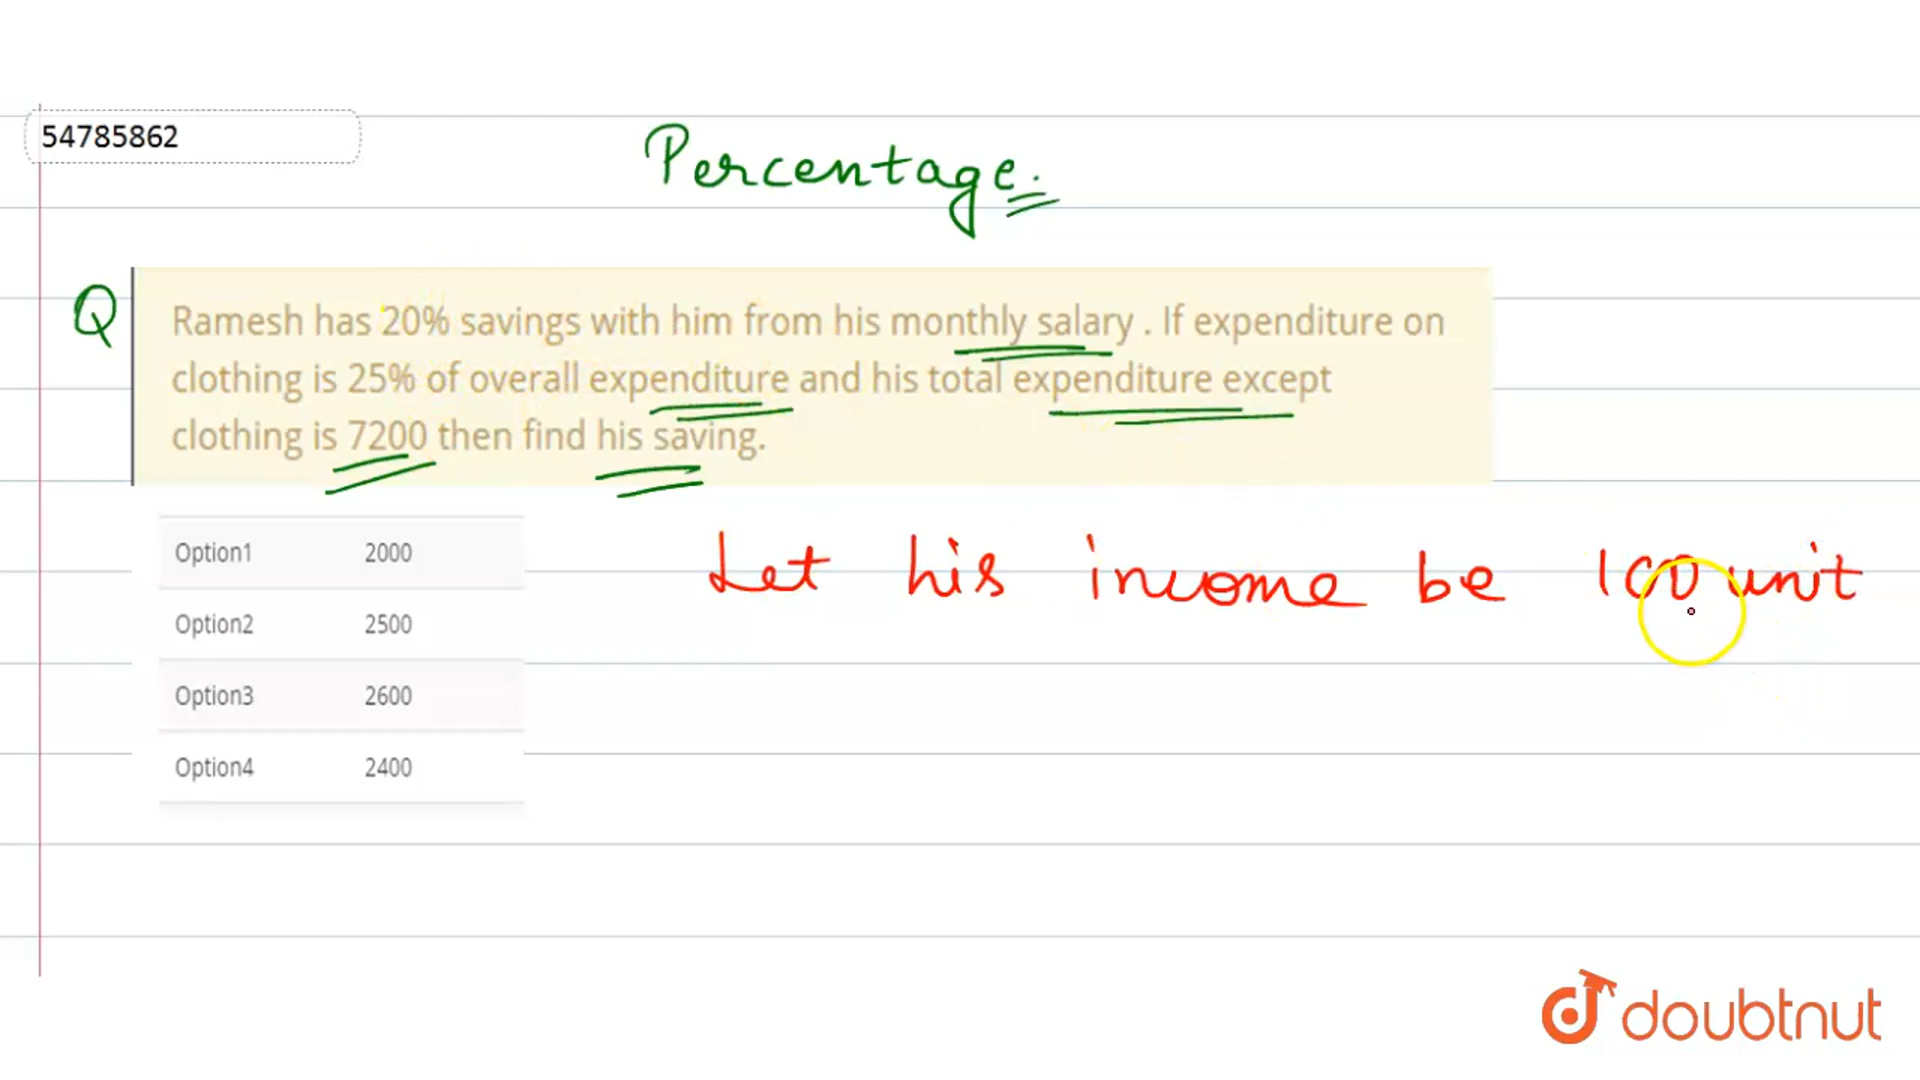 54785862
Percentage.
Q
Ramesh has 20% savings with him from his monthly salary . If expenditure on
clothing is 25% of overall expenditure and his total expenditure except
clothing is 7200 then find his saving.
Let his income be 100 unit
Option1 2000
Option2 2500
Option3 2600
Option4 2400
doubtnut